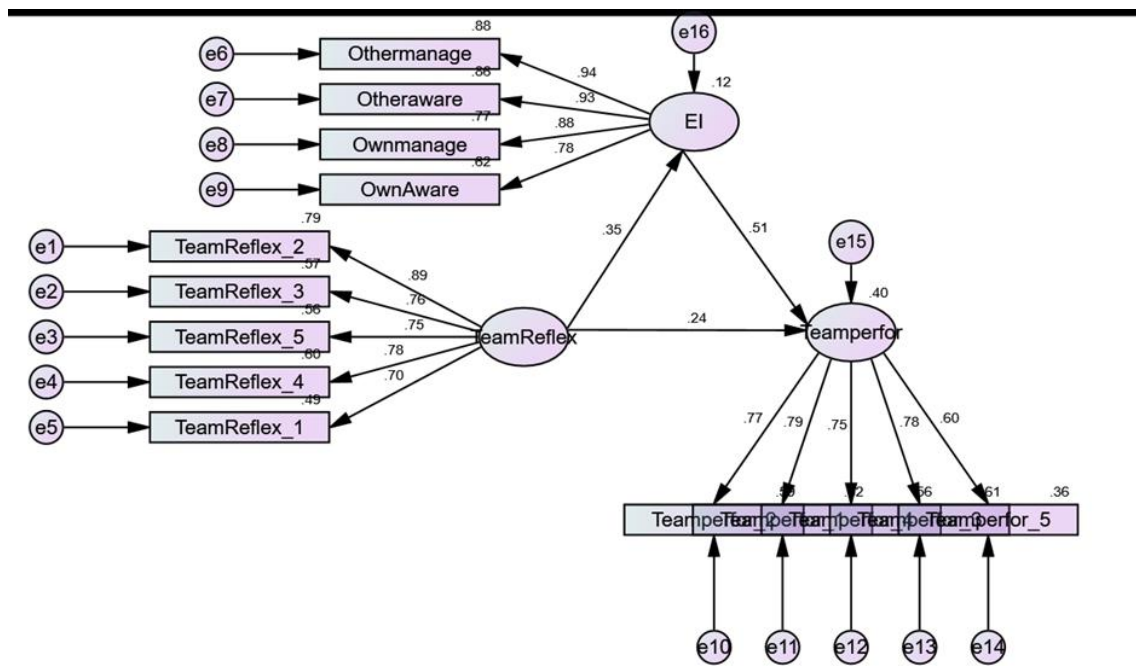 e16
.88
e6
Othermanage
.94
.12
.86
e7
Otheraware
.93
EI
.77
e8
Ownmanage
.88
.78
.62
e9
OwnAware
.79
.35
.51
e15
e1
TeamReflex_2
.89
.57
e2
TeamReflex_3
.76
.40
.56
e3
TeamReflex_5
.75
TeamReflex
.24
Teamperfor
.60
e4
TeamReflex_4
.78
.70
.49
e5
TeamReflex_1
.77
.79
.75
.78
.60
.56
.61
.36
Teamperfor_5
e10
e11
e12
e13
e14